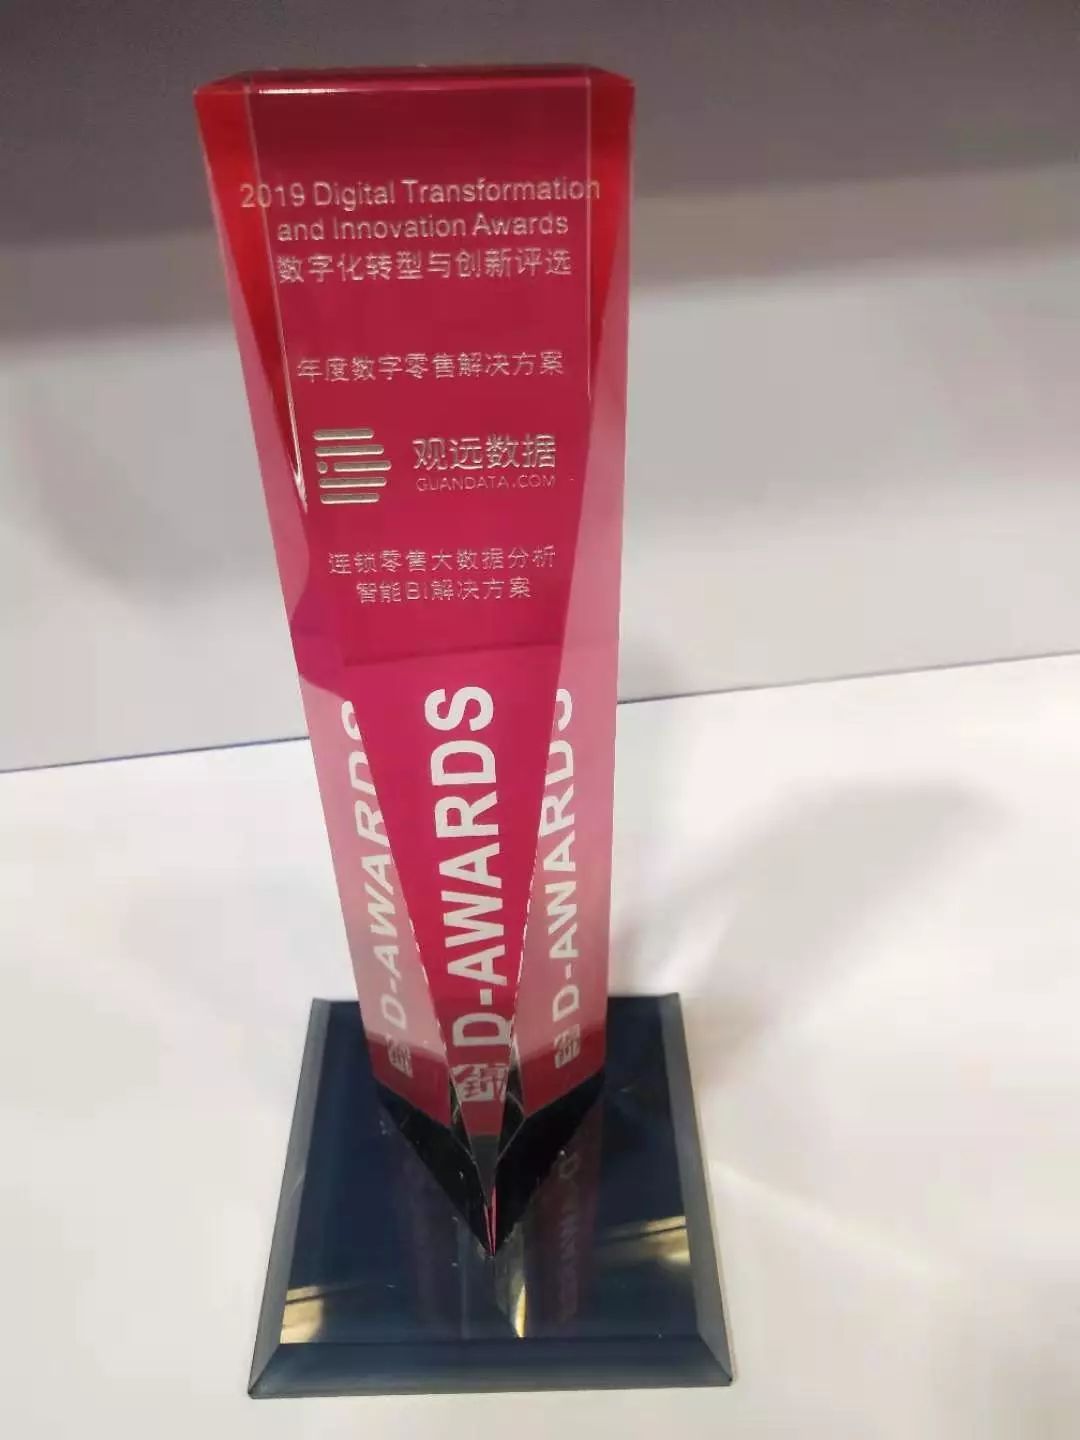 2019 Digital Transformation
and Innovation Awards
数字化转型与创新评选
年度数字零售解决方案
观远数据
GUANDATA.COM
连锁零售大数据分析
智能BI解决方案
D-AWARDS
D-AWARDS
D-AWARDS